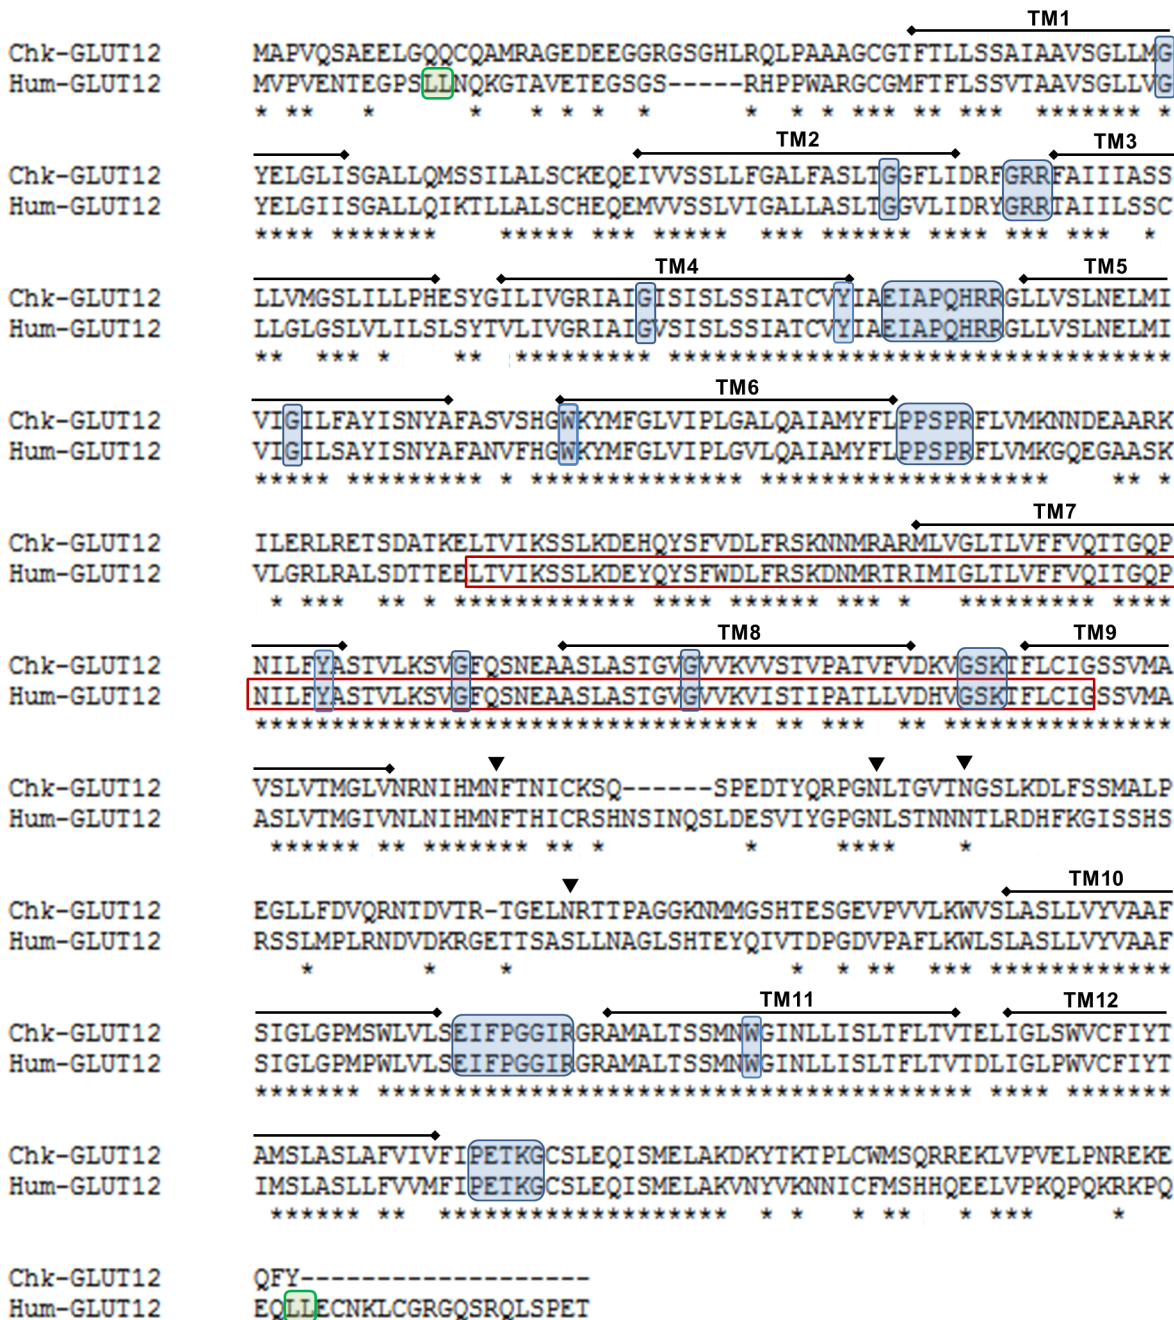 TM1
Chk-GLUT12 MAPVQSAEELGQQCQAMRAGEDEEGGRGSGHLRQLPAAAGCGTFTLLSSAIAAVSGLLMG
Hum-GLUT12 MVPVENTEGPSLLNQKGTAVETEGSGS-----RHPPWARGCGMFTFLSSVTAAVSGLLVG
* ** * * * * * * * * *** *** ******* *
TM2 TM3
Chk-GLUT12 YELGLISGALLQMSSILALSCKEQEIVVSSLLFGALFASLTGGFLIDRFGRRFAIIIASS
Hum-GLUT12 YELGIISGALLQIKTLLALSCHEQEMVVSSLVIGALLASLTGGVLIDRYGRRTAIILSSC
**** ******* ***** *** ***** *** ****** **** *** *** *
TM4 TM5
Chk-GLUT12 LLVMGSLILLPHESYGILIVGRIAIGISISLSSIATCVYIAEIAPQHRRGLLVSLNELMI
Hum-GLUT12 LLGLGSLVLILSLSYTVLIVGRIAIGVSISLSSIATCVYIAEIAPQHRRGLLVSLNELMI
** *** * ** ********* *********************************
TM6
Chk-GLUT12 VIGILFAYISNYAFASVSHGWKYMFGLVIPLGALQAIAMYFLPPSPRFLVMKNNDEAARK
Hum-GLUT12 VIGILSAYISNYAFANVFHGWKYMFGLVIPLGVLQAIAMYFLPPSPRFLVMKGQEGAASK
***** ********* * ************** ******************* ** *
TM7
Chk-GLUT12 ILERLRETSDATKELTVIKSSLKDEHQYSFVDLFRSKNNMRARMLVGLTLVFFVQTTGQP
Hum-GLUT12 VLGRLRALSDTTEELTVIKSSLKDEYQYSFWDLFRSKDNMRTRIMIGLTLVFFVQITGQP
* *** ** * ************ **** ****** *** * ********* ****
TM8 TM9
Chk-GLUT12 NILFYASTVLKSVGFQSNEAASLASTGVGVVKVVSTVPATVFVDKVGSKTFLCIGSSVMA
Hum-GLUT12 NILFYASTVLKSVGFQSNEAASLASTGVGVVKVISTIPATLLVDHVGSKTFLCIGSSVMA
********************************* ** *** ** ***************
Chk-GLUT12 VSLVTMGLVNRNIHMNFTNICKSQ------SPEDTYQRPGNLTGVTNGSLKDLFSSMALP
Hum-GLUT12 ASLVTMGIVNLNIHMNFTHICRSHNSINQSLDESVIYGPGNLSTNNNTLRDHFKGISSHS
****** ** ******* ** * * **** *
TM10
Chk-GLUT12 EGLLFDVQRNTDVTR-TGELNRTTPAGGKNMMGSHTESGEVPVVLKWVSLASLLVYVAAF
Hum-GLUT12 RSSLMPLRNDVDKRGETTSASLLNAGLSHTEYQIVTDPGDVPAFLKWLSLASLLVYVAAF
* * * * * ** *** ************
TM11 TM12
Chk-GLUT12 SIGLGPMSWLVLSEIFPGGIRGRAMALTSSMNWGINLLISLTFLTVTELIGLSWVCFIYT
Hum-GLUT12 SIGLGPMPWLVLSEIFPGGIRGRAMALTSSMNWGINLLISLTFLTVTDLIGLPWVCFIYT
******* *************************************** **** *******
Chk-GLUT12 AMSLASLAFVIVFIPETKGCSLEQISMELAKDKYTKTPLCWMSQRREKLVPVELPNREKE
Hum-GLUT12 IMSLASLLFVVMFIPETKGCSLEQISMELAKVNYVKNNICFMSHHQEELVPKQPQKRKPQ
****** ** ******************* * * * ** * *** *
Chk-GLUT12 QFY-------------------
Hum-GLUT12 EQLLECNKLCGRGQSRQLSPET